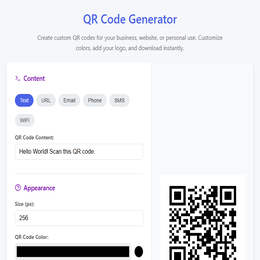 QR Code Generator
Create custom QR codes for your business, website, or personal use. Customize
colors, add your logo, and download instantly.
Content
Text URL Email Phone SMS
WiFi
QR Code Content:
Hello World! Scan this QR code.
Appearance
Size (px):
256
QR Code Color: